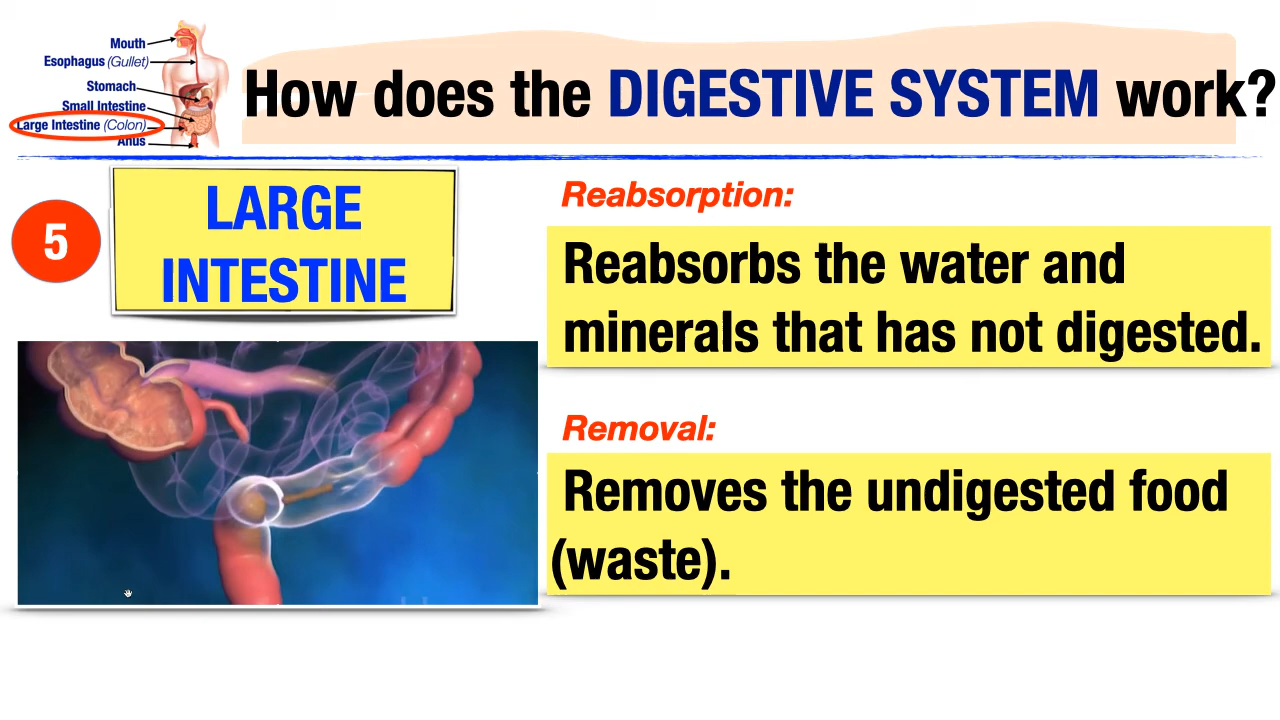 Mouth
Esophagus (Gullet)
Stomach
Small Intestine
Large Intestine (Colon)
Anus
How does the DIGESTIVE SYSTEM work?
5
LARGE
INTESTINE
Reabsorption:
Reabsorbs the water and
minerals that has not digested.
Removal:
Removes the undigested food
(waste).